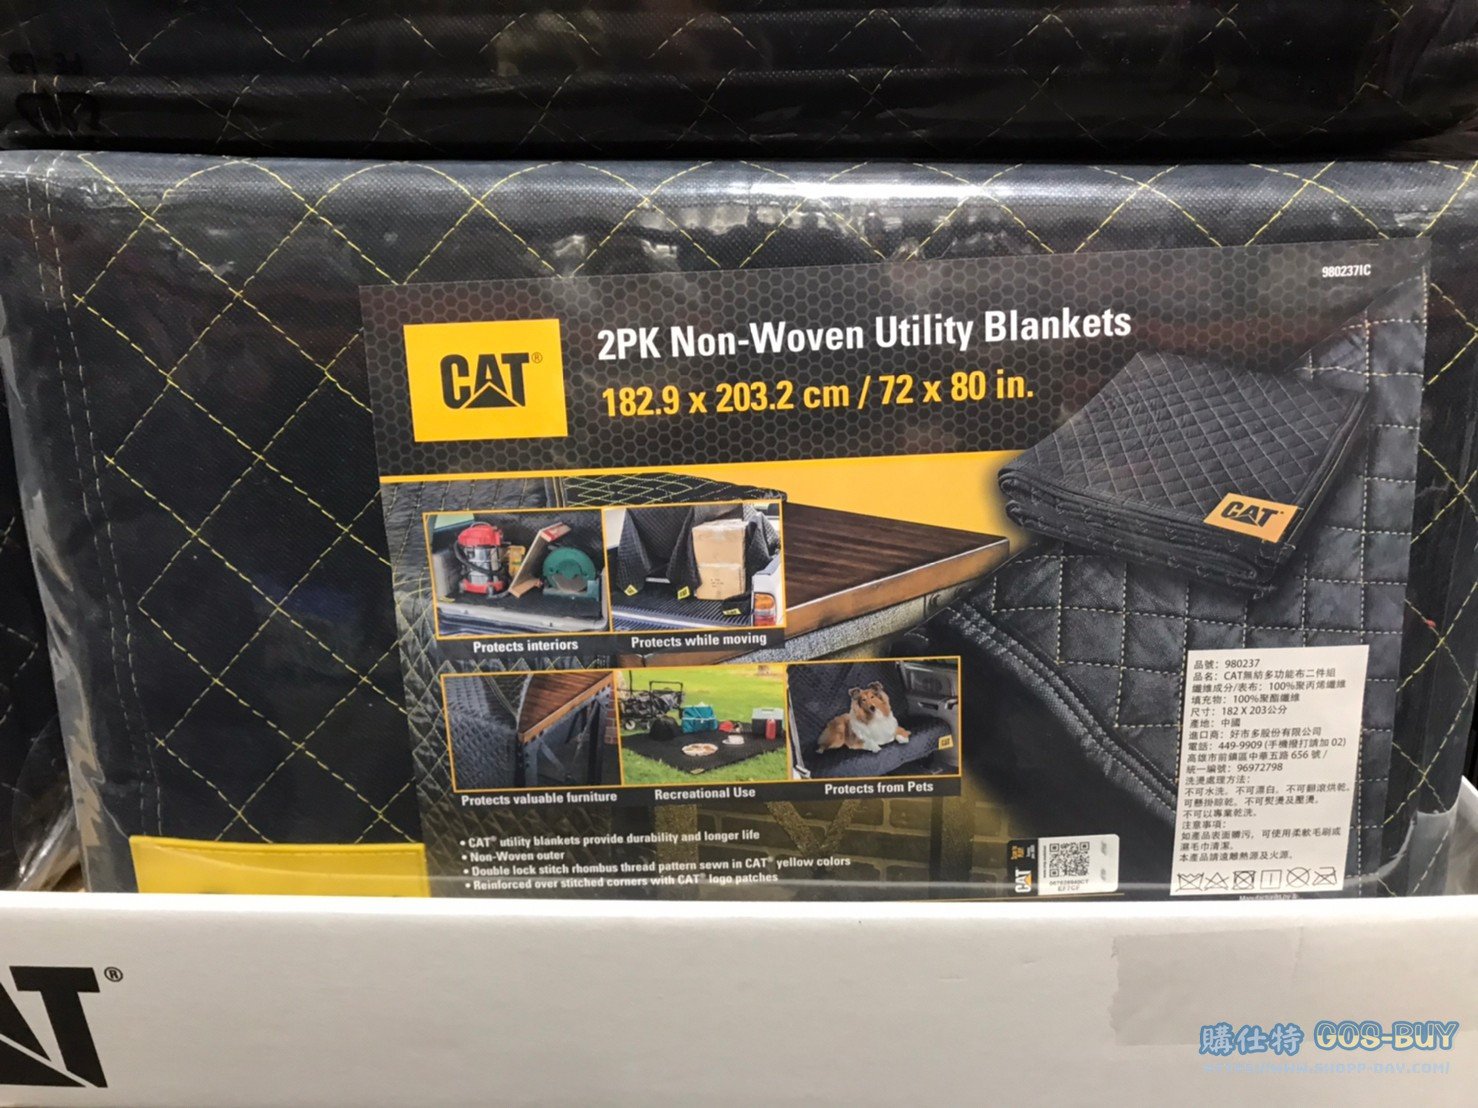 980237IC
CAT®
2PK Non-Woven Utility Blankets
182.9 x 203.2 cm / 72 x 80 in.
CAT
Protects interiors
Protects while moving
Protects valuable furniture
Recreational Use
Protects from Pets
• CAT® utility blankets provide durability and longer life
• Non-Woven outer
• Double lock stitch rhombus thread pattern sewn in CAT® yellow colors
• Reinforced over stitched corners with CAT® logo patches
CAT
品號: 980237
品名: CAT無紡多功能布二件組
纖維成分/表布: 100%聚丙烯纖維
填充物: 100%聚酯纖維
尺寸: 182 X 203公分
產地: 中國
進口商: 好市多股份有限公司
電話: 449-9909 (手機撥打請加 02)
高雄市前鎮區中華五路 656 號 /
統一編號: 96972798
洗燙處理方法:
不可水洗。不可漂白。不可翻滾烘乾。
可懸掛晾乾。不可熨燙及壓燙。
不可以專業乾洗。
注意事項:
如產品表面髒污，可使用柔軟毛刷或
濕毛巾清潔。
本產品請遠離熱源及火源。
AT®
購仕特 GOS-BUY
HTTPS://WWW.SHOPP-DAY.COM/